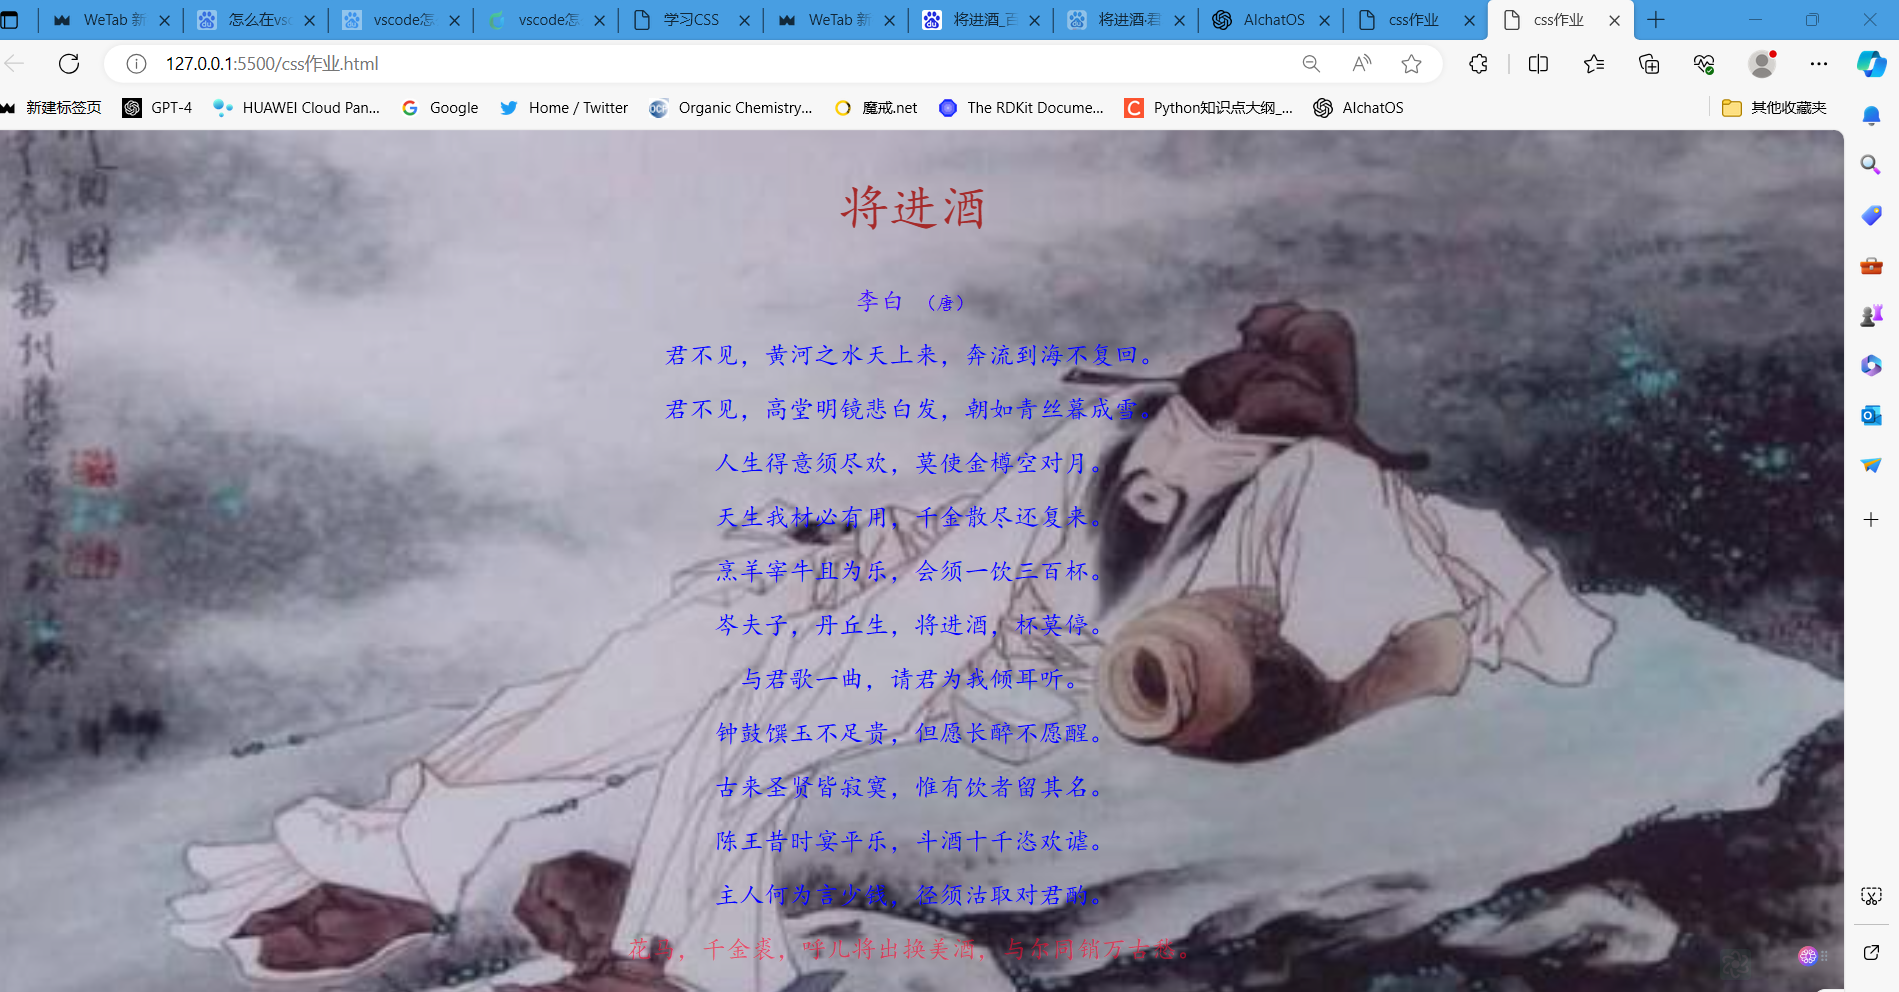 WeTab 新
怎么在vsc
vscode怎
vscode怎
学习CSS
WeTab 新
将进酒_百
将进酒·君
AIchatOS
css作业
css作业
127.0.0.1:5500/css作业.html
新建标签页
GPT-4
HUAWEI Cloud Pan...
Google
Home / Twitter
Organic Chemistry...
魔戒.net
The RDKit Docume...
Python知识点大纲_...
AIchatOS
其他收藏夹
将进酒
李白 （唐）
君不见，黄河之水天上来，奔流到海不复回。
君不见，高堂明镜悲白发，朝如青丝暮成雪。
人生得意须尽欢，莫使金樽空对月。
天生我材必有用，千金散尽还复来。
烹羊宰牛且为乐，会须一饮三百杯。
岑夫子，丹丘生，将进酒，杯莫停。
与君歌一曲，请君为我倾耳听。
钟鼓馔玉不足贵，但愿长醉不愿醒。
古来圣贤皆寂寞，惟有饮者留其名。
陈王昔时宴平乐，斗酒十千恣欢谑。
主人何为言少钱，径须沽取对君酌。
花马，千金裘，呼儿将出换美酒，与尔同销万古愁。